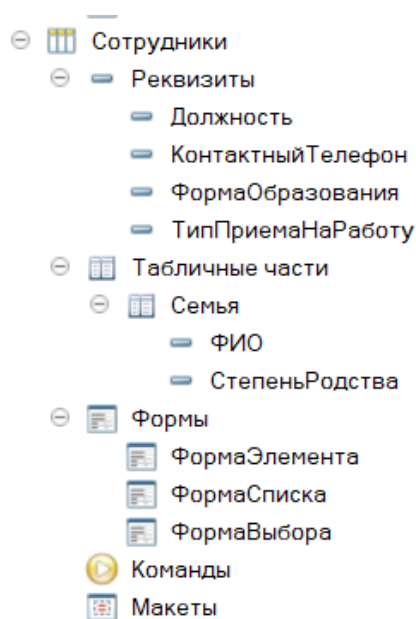 Сотрудники
Реквизиты
Должность
КонтактныйТелефон
ФормаОбразования
ТипПриемаНаРаботу
Табличные части
Семья
ФИО
СтепеньРодства
Формы
ФормаЭлемента
ФормаСписка
ФормаВыбора
Команды
Макеты